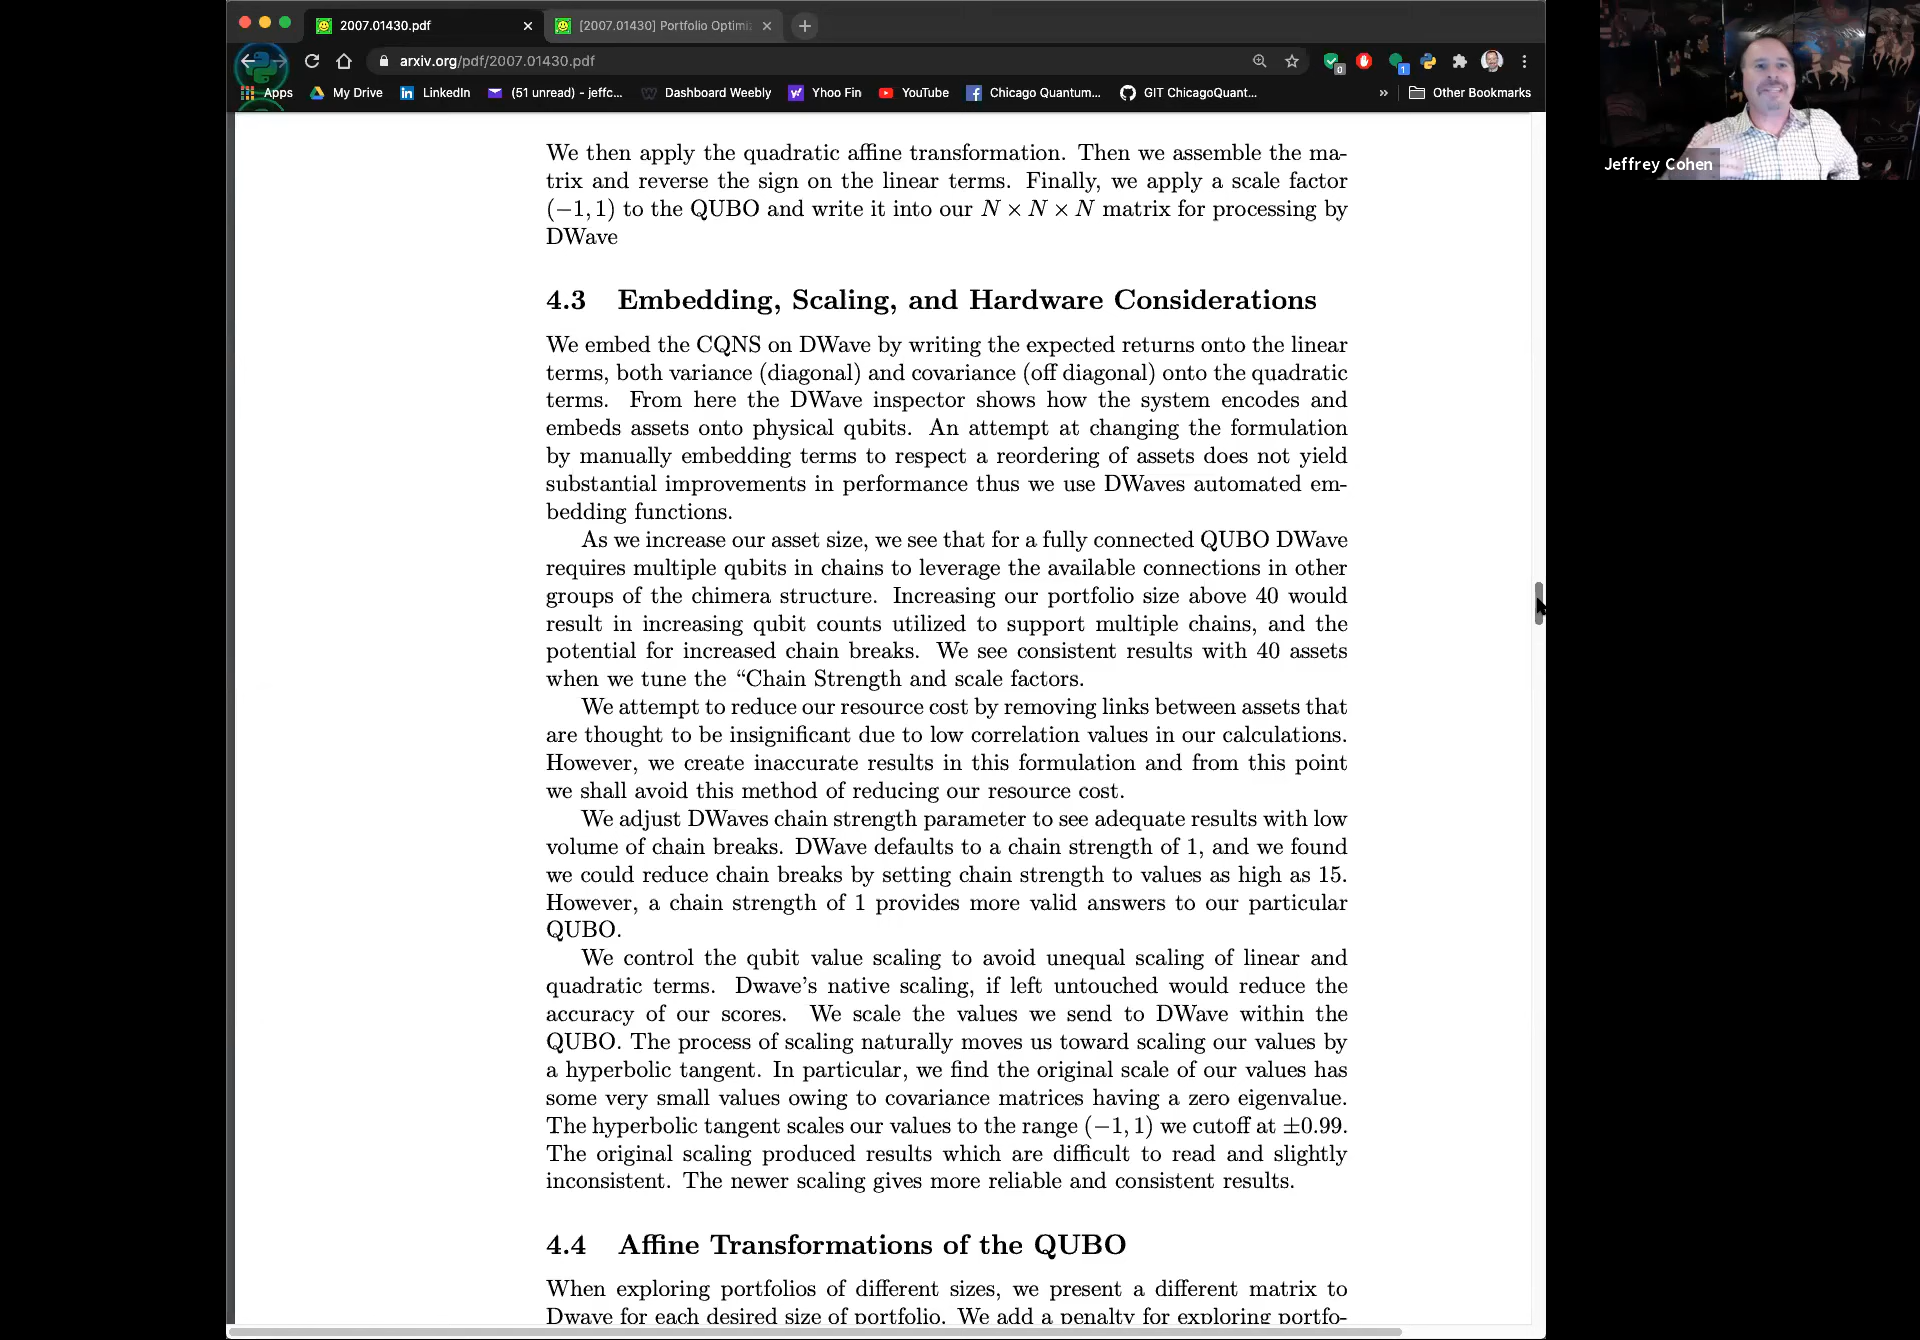 2007.01430.pdf
[2007.01430] Portfolio Optimi
arxiv.org/pdf/2007.01430.pdf
0
1
Apps
My Drive
LinkedIn
(51 unread) - jeffc...
Dashboard Weebly
Yhoo Fin
YouTube
Chicago Quantum...
GIT ChicagoQuant...
»
Other Bookmarks
Jeffrey Cohen
We then apply the quadratic affine transformation. Then we assemble the ma-
trix and reverse the sign on the linear terms. Finally, we apply a scale factor
(−1, 1) to the QUBO and write it into our N × N × N matrix for processing by
DWave
4.3 Embedding, Scaling, and Hardware Considerations
We embed the CQNS on DWave by writing the expected returns onto the linear
terms, both variance (diagonal) and covariance (off diagonal) onto the quadratic
terms. From here the DWave inspector shows how the system encodes and
embeds assets onto physical qubits. An attempt at changing the formulation
by manually embedding terms to respect a reordering of assets does not yield
substantial improvements in performance thus we use DWaves automated em-
bedding functions.
As we increase our asset size, we see that for a fully connected QUBO DWave
requires multiple qubits in chains to leverage the available connections in other
groups of the chimera structure. Increasing our portfolio size above 40 would
result in increasing qubit counts utilized to support multiple chains, and the
potential for increased chain breaks. We see consistent results with 40 assets
when we tune the “Chain Strength and scale factors.
We attempt to reduce our resource cost by removing links between assets that
are thought to be insignificant due to low correlation values in our calculations.
However, we create inaccurate results in this formulation and from this point
we shall avoid this method of reducing our resource cost.
We adjust DWaves chain strength parameter to see adequate results with low
volume of chain breaks. DWave defaults to a chain strength of 1, and we found
we could reduce chain breaks by setting chain strength to values as high as 15.
However, a chain strength of 1 provides more valid answers to our particular
QUBO.
We control the qubit value scaling to avoid unequal scaling of linear and
quadratic terms. Dwave’s native scaling, if left untouched would reduce the
accuracy of our scores. We scale the values we send to DWave within the
QUBO. The process of scaling naturally moves us toward scaling our values by
a hyperbolic tangent. In particular, we find the original scale of our values has
some very small values owing to covariance matrices having a zero eigenvalue.
The hyperbolic tangent scales our values to the range (−1, 1) we cutoff at ±0.99.
The original scaling produced results which are difficult to read and slightly
inconsistent. The newer scaling gives more reliable and consistent results.
4.4 Affine Transformations of the QUBO
When exploring portfolios of different sizes, we present a different matrix to
Dwave for each desired size of portfolio. We add a penalty for exploring portfo-